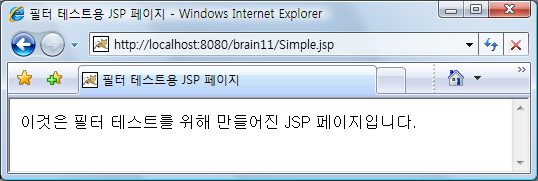 필터 테스트용 JSP 페이지 - Windows Internet Explorer
http://localhost:8080/brain11/Simple.jsp
필터 테스트용 JSP 페이지
이것은 필터 테스트를 위해 만들어진 JSP 페이지입니다.